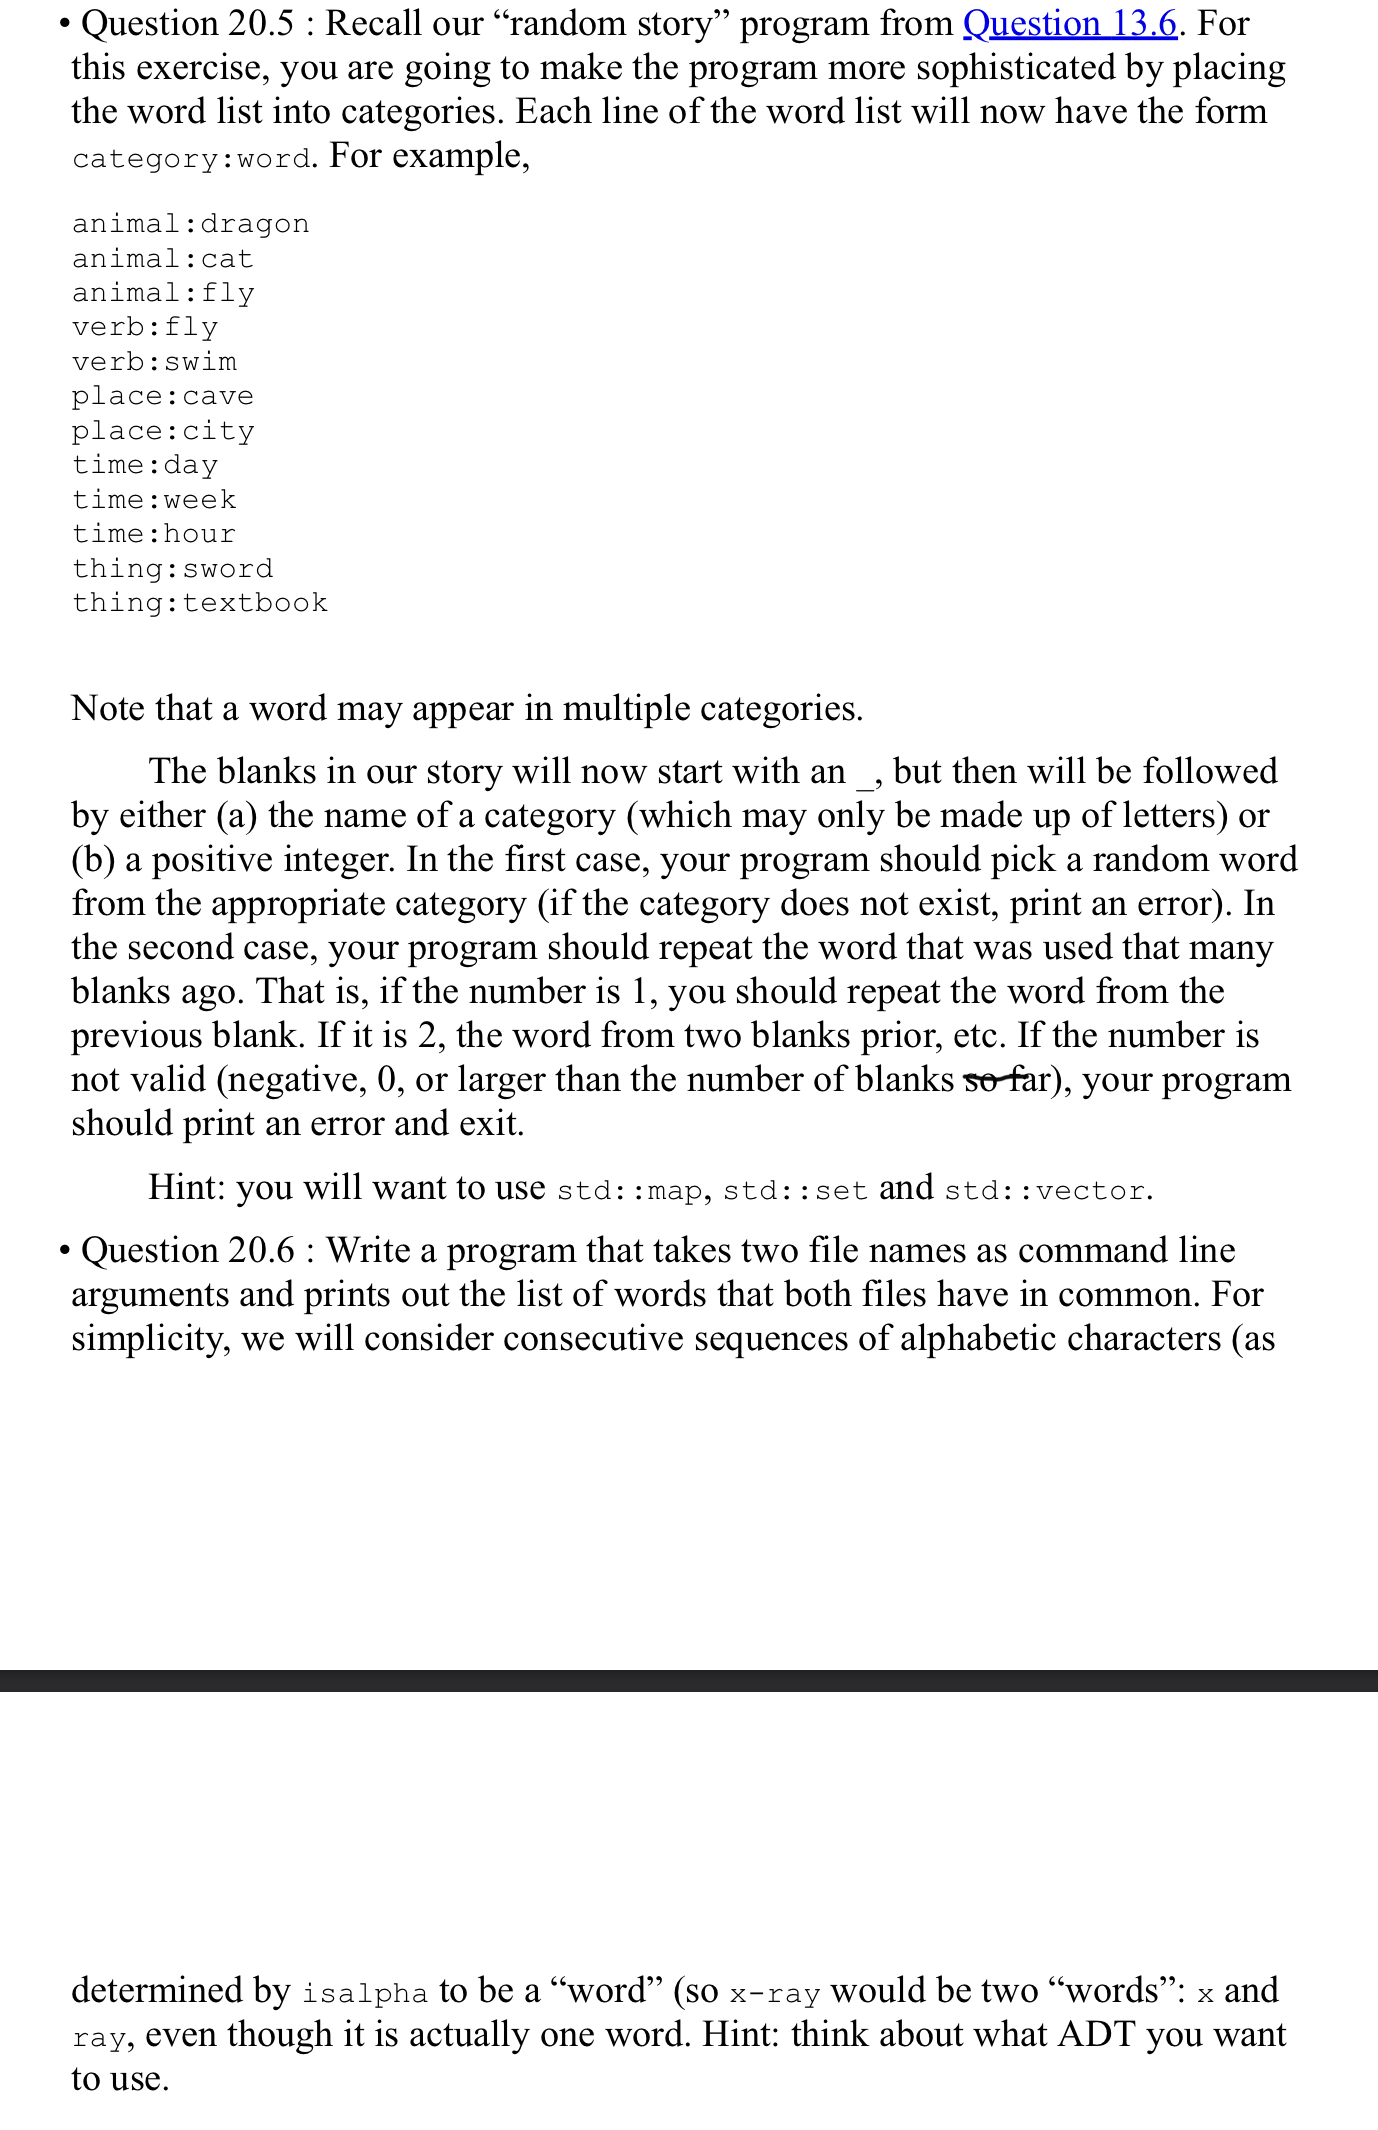 • Question 20.5 : Recall our “random story” program from Question 13.6. For
this exercise, you are going to make the program more sophisticated by placing
the word list into categories. Each line of the word list will now have the form
category:word. For example,
animal:dragon
animal:cat
animal:fly
verb:fly
verb:swim
place:cave
place:city
time:day
time:week
time:hour
thing:sword
thing:textbook
Note that a word may appear in multiple categories.
The blanks in our story will now start with an _, but then will be followed
by either (a) the name of a category (which may only be made up of letters) or
(b) a positive integer. In the first case, your program should pick a random word
from the appropriate category (if the category does not exist, print an error). In
the second case, your program should repeat the word that was used that many
blanks ago. That is, if the number is 1, you should repeat the word from the
previous blank. If it is 2, the word from two blanks prior, etc. If the number is
not valid (negative, 0, or larger than the number of blanks so far), your program
should print an error and exit.
Hint: you will want to use std::map, std::set and std::vector.
• Question 20.6 : Write a program that takes two file names as command line
arguments and prints out the list of words that both files have in common. For
simplicity, we will consider consecutive sequences of alphabetic characters (as
determined by isalpha to be a “word” (so x-ray would be two “words”: x and
ray, even though it is actually one word. Hint: think about what ADT you want
to use.